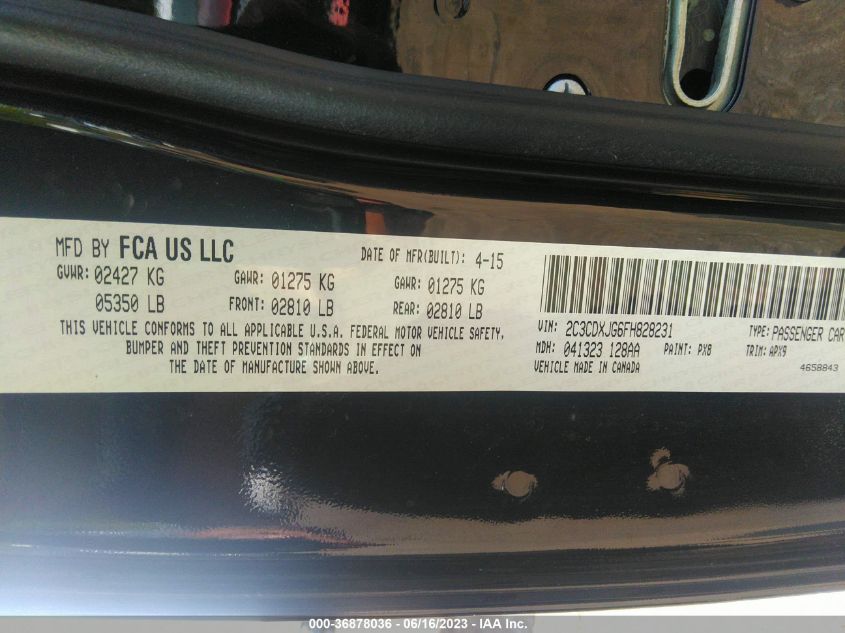 MFD BY FCA US LLC DATE OF MFR(BUILT): 4-15
GVWR: 02427 KG GAWR: 01275 KG GAWR: 01275 KG
05350 LB FRONT: 02810 LB REAR: 02810 LB
THIS VEHICLE CONFORMS TO ALL APPLICABLE U.S.A. FEDERAL MOTOR VEHICLE SAFETY,
BUMPER AND THEFT PREVENTION STANDARDS IN EFFECT ON
THE DATE OF MANUFACTURE SHOWN ABOVE.
VIN: 2C3CDXJG6FH828231 TYPE: PASSENGER CAR
MDH: 041323 128AA PAINT: PX8 TRIM: APX9
VEHICLE MADE IN CANADA 4658843
000-36878036 - 06/16/2023 - IAA Inc.